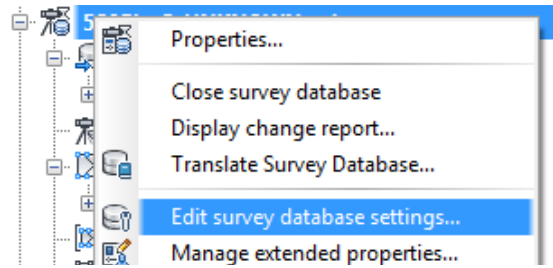 Properties...
Close survey database
Display change report...
Translate Survey Database...
Edit survey database settings...
Manage extended properties...